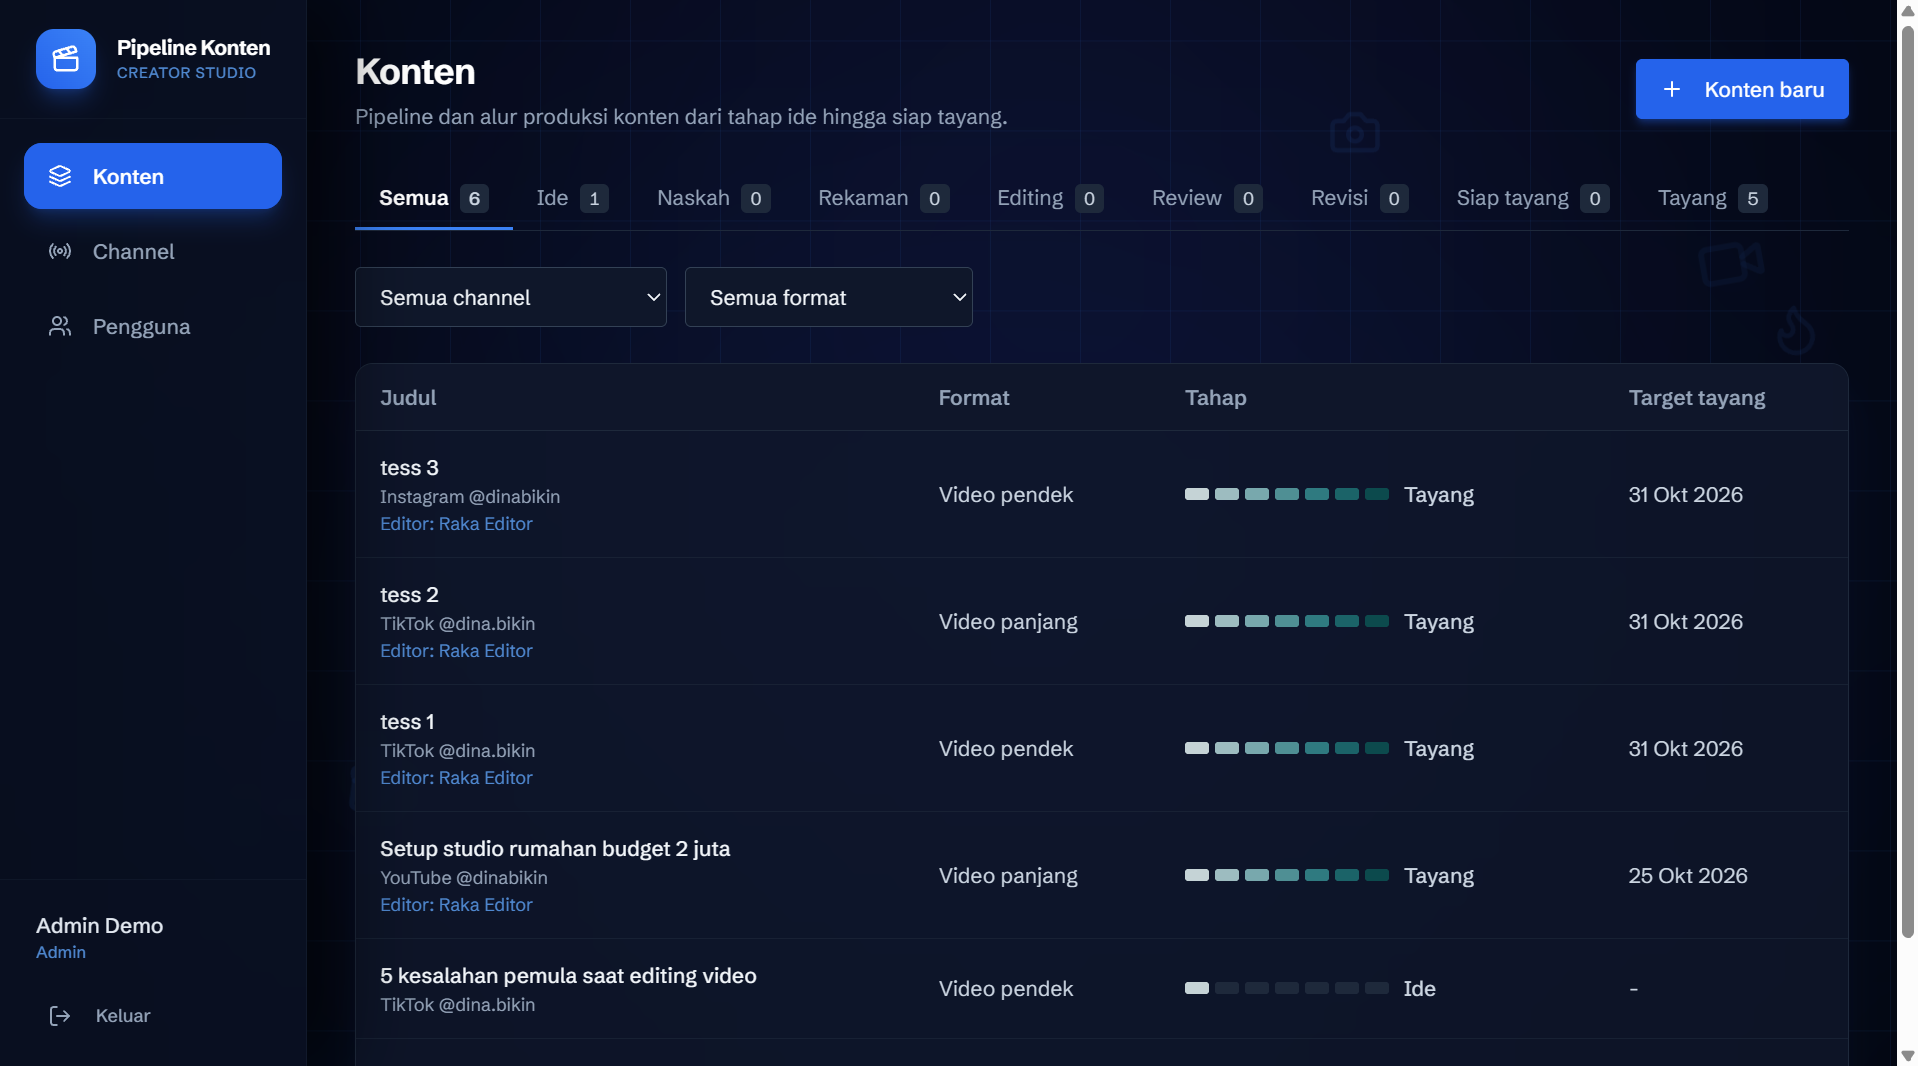 Pipeline Konten
CREATOR STUDIO
Konten
Channel
Pengguna
Admin Demo
Admin
Keluar
Konten
Pipeline dan alur produksi konten dari tahap ide hingga siap tayang.
Konten baru
Semua 6 Ide 1 Naskah 0 Rekaman 0 Editing 0 Review 0 Revisi 0 Siap tayang 0 Tayang 5
Semua channel Semua format
Judul Format Tahap Target tayang
tess 3
Instagram @dinabikin
Editor: Raka Editor
Video pendek Tayang 31 Okt 2026
tess 2
TikTok @dina.bikin
Editor: Raka Editor
Video panjang Tayang 31 Okt 2026
tess 1
TikTok @dina.bikin
Editor: Raka Editor
Video pendek Tayang 31 Okt 2026
Setup studio rumahan budget 2 juta
YouTube @dinabikin
Editor: Raka Editor
Video panjang Tayang 25 Okt 2026
5 kesalahan pemula saat editing video
TikTok @dina.bikin
Video pendek Ide -